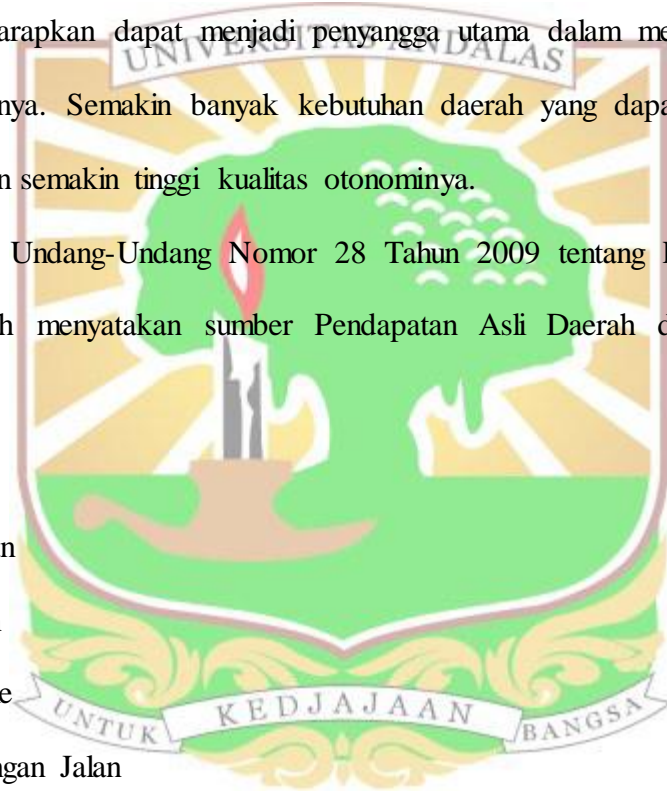 arapkan dapat menjadi penyangga utama dalam me
UNIVERSITAS ANDALAS
nya. Semakin banyak kebutuhan daerah yang dapa
n semakin tinggi kualitas otonominya.
Undang-Undang Nomor 28 Tahun 2009 tentang
h menyatakan sumber Pendapatan Asli Daerah d
an
e
UNTUK KEDJAJAAN BANGSA
ngan Jalan